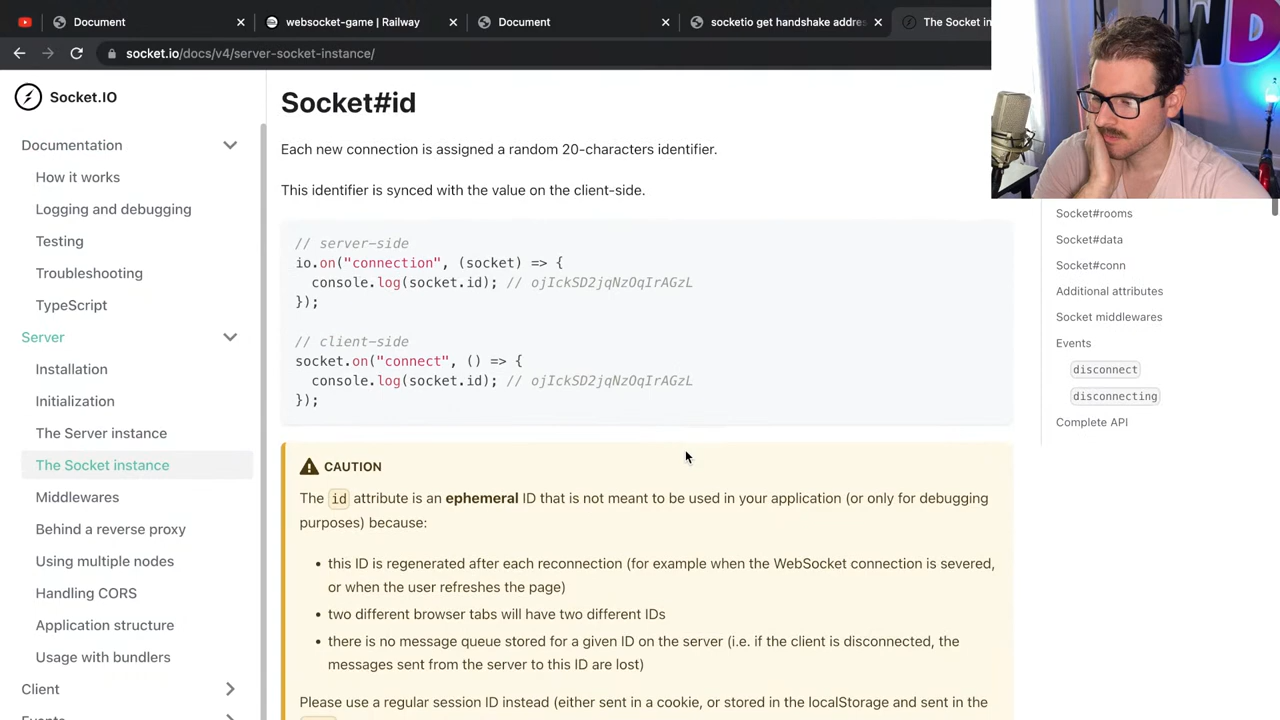 Document
websocket-game | Railway
Document
socketio get handshake addre
The Socket in
socket.io/docs/v4/server-socket-instance/
Socket.IO
Documentation
How it works
Logging and debugging
Testing
Troubleshooting
TypeScript
Server
Installation
Initialization
The Server instance
The Socket instance
Middlewares
Behind a reverse proxy
Using multiple nodes
Handling CORS
Application structure
Usage with bundlers
Client
Socket#id
Each new connection is assigned a random 20-characters identifier.
This identifier is synced with the value on the client-side.
// server-side
io.on("connection", (socket) => {
console.log(socket.id); // ojIckSD2jqNzOqIrAGzL
});
// client-side
socket.on("connect", () => {
console.log(socket.id); // ojIckSD2jqNzOqIrAGzL
});
CAUTION
The id attribute is an ephemeral ID that is not meant to be used in your application (or only for debugging
purposes) because:
• this ID is regenerated after each reconnection (for example when the WebSocket connection is severed,
or when the user refreshes the page)
• two different browser tabs will have two different IDs
• there is no message queue stored for a given ID on the server (i.e. if the client is disconnected, the
messages sent from the server to this ID are lost)
Please use a regular session ID instead (either sent in a cookie, or stored in the localStorage and sent in the
Socket#rooms
Socket#data
Socket#conn
Additional attributes
Socket middlewares
Events
disconnect
disconnecting
Complete API